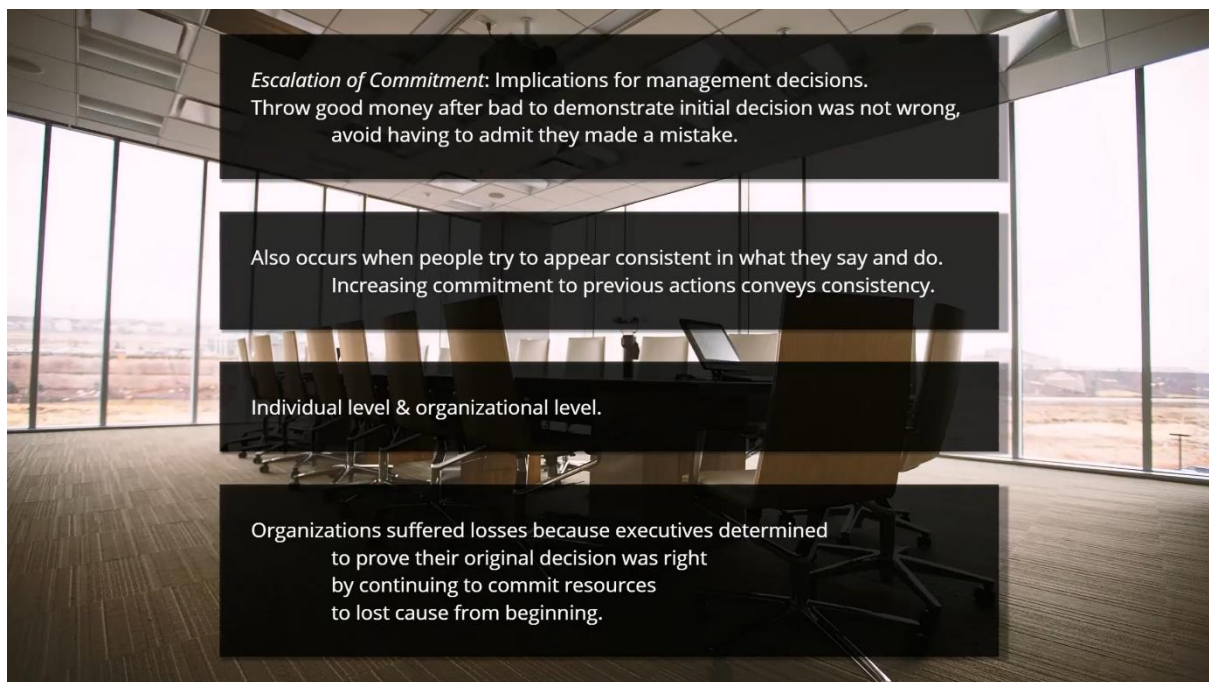 Escalation of Commitment: Implications for management decisions.
Throw good money after bad to demonstrate initial decision was not wrong,
avoid having to admit they made a mistake.
Also occurs when people try to appear consistent in what they say and do.
Increasing commitment to previous actions conveys consistency.
Individual level & organizational level.
Organizations suffered losses because executives determined
to prove their original decision was right
by continuing to commit resources
to lost cause from beginning.